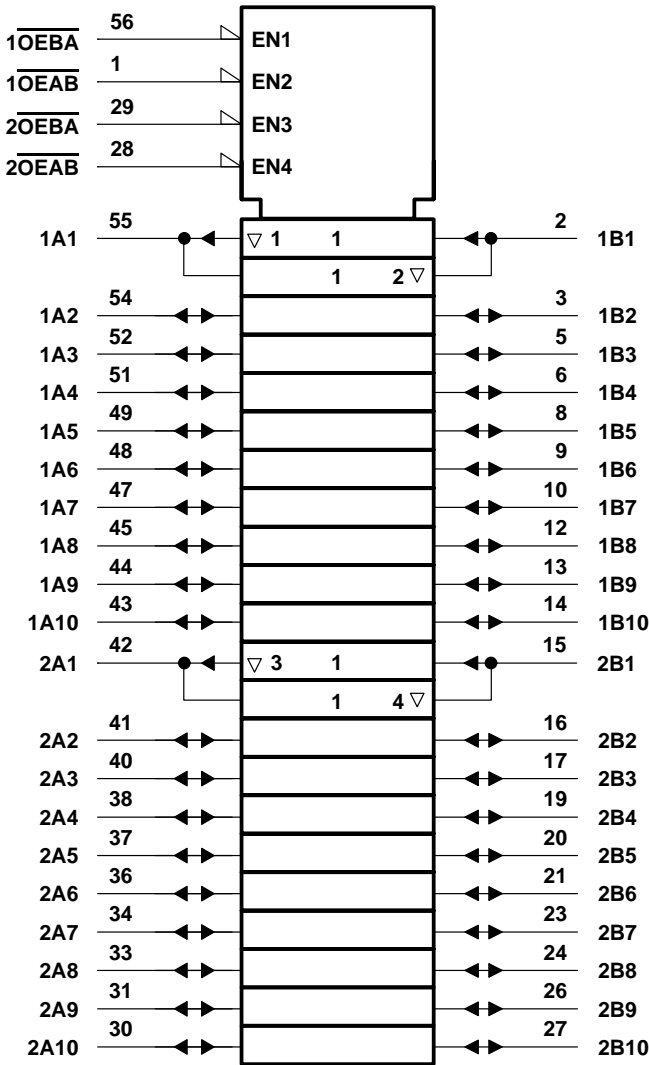 1O̅E̅B̅A̅ 56 EN1
1O̅E̅A̅B̅ 1 EN2
2O̅E̅B̅A̅ 29 EN3
2O̅E̅A̅B̅ 28 EN4
1A1 55 ▽ 1 1 2 1B1
1 2 ▽
1A2 54 3 1B2
1A3 52 5 1B3
1A4 51 6 1B4
1A5 49 8 1B5
1A6 48 9 1B6
1A7 47 10 1B7
1A8 45 12 1B8
1A9 44 13 1B9
1A10 43 14 1B10
2A1 42 ▽ 3 1 15 2B1
1 4 ▽
2A2 41 16 2B2
2A3 40 17 2B3
2A4 38 19 2B4
2A5 37 20 2B5
2A6 36 21 2B6
2A7 34 23 2B7
2A8 33 24 2B8
2A9 31 26 2B9
2A10 30 27 2B10